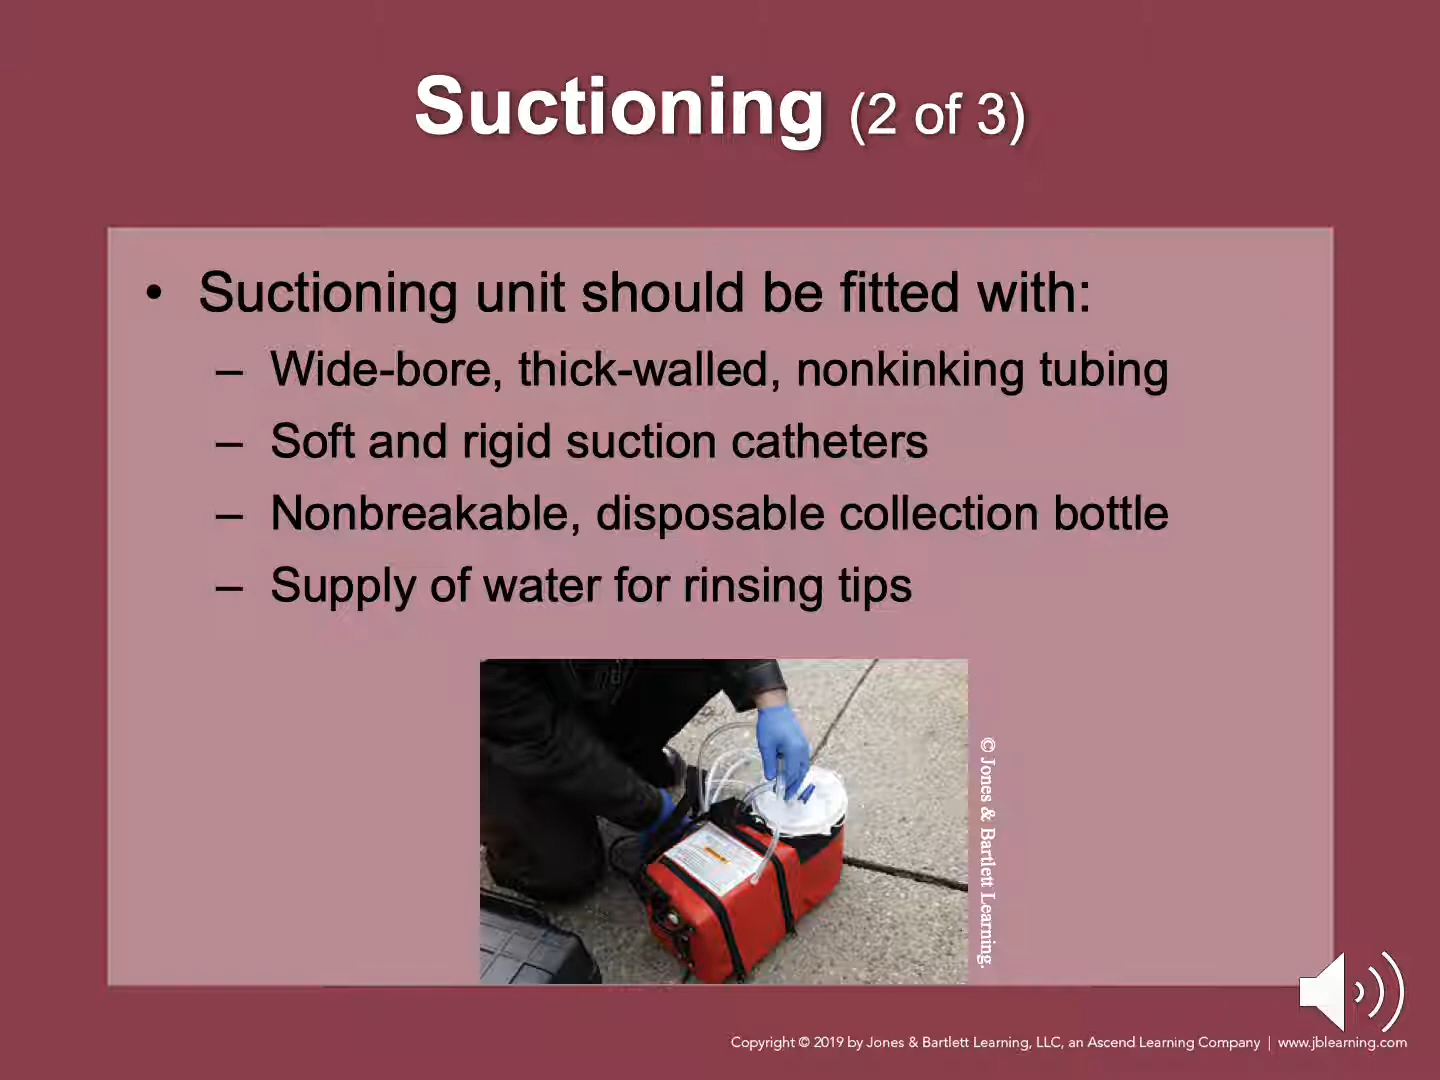 Suctioning (2 of 3)
• Suctioning unit should be fitted with:
– Wide-bore, thick-walled, nonkinking tubing
– Soft and rigid suction catheters
– Nonbreakable, disposable collection bottle
– Supply of water for rinsing tips
© Jones & Bartlett Learning.
Copyright © 2019 by Jones & Bartlett Learning, LLC, an Ascend Learning Company | www.jblearning.com